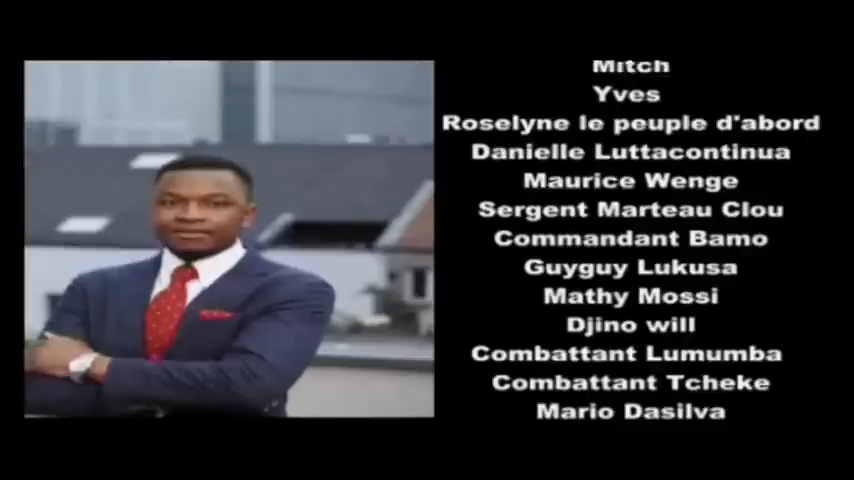 Mitch
Yves
Roselyne le peuple d'abord
Danielle Luttacontinua
Maurice Wenge
Sergent Marteau Clou
Commandant Bamo
Guyguy Lukusa
Mathy Mossi
Djino will
Combattant Lumumba
Combattant Tcheke
Mario Dasilva